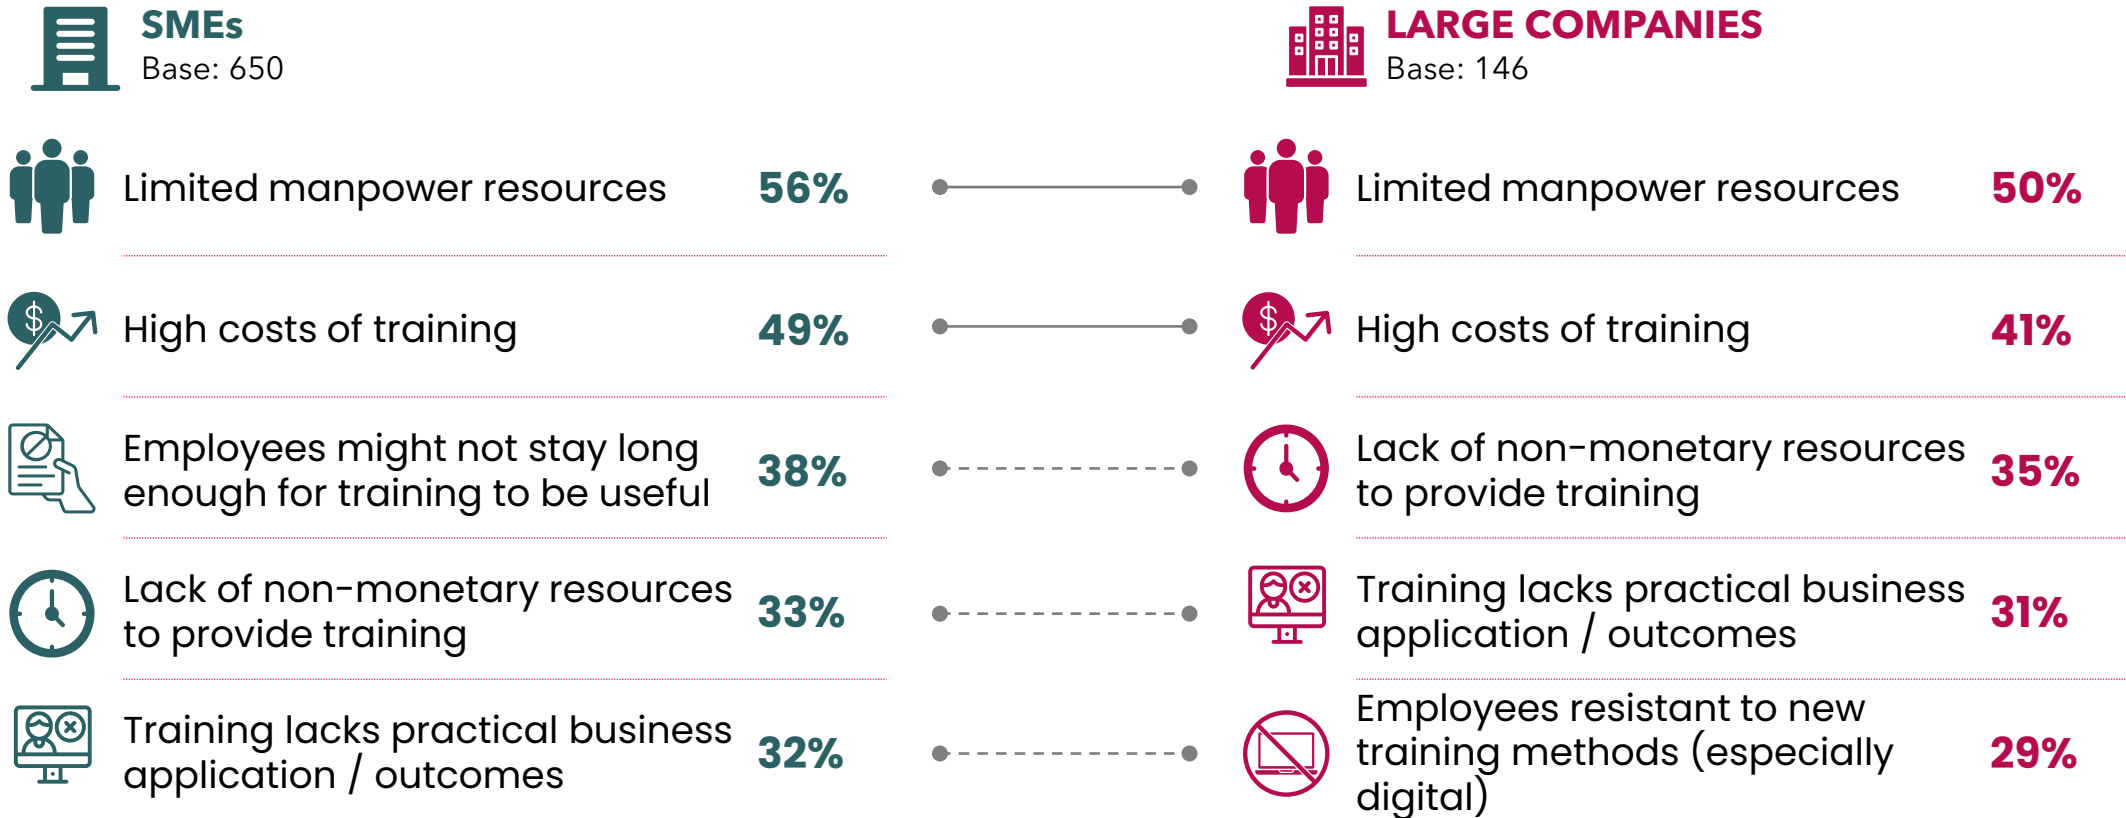 SMEs
Base: 650
Limited manpower resources
56%
High costs of training
49%
Employees might not stay long
enough for training to be useful
38%
Lack of non-monetary resources
to provide training
33%
Training lacks practical business
application / outcomes
32%
LARGE COMPANIES
Base: 146
Limited manpower resources
50%
High costs of training
41%
Lack of non-monetary resources
to provide training
35%
Training lacks practical business
application / outcomes
31%
Employees resistant to new
training methods (especially
digital)
29%